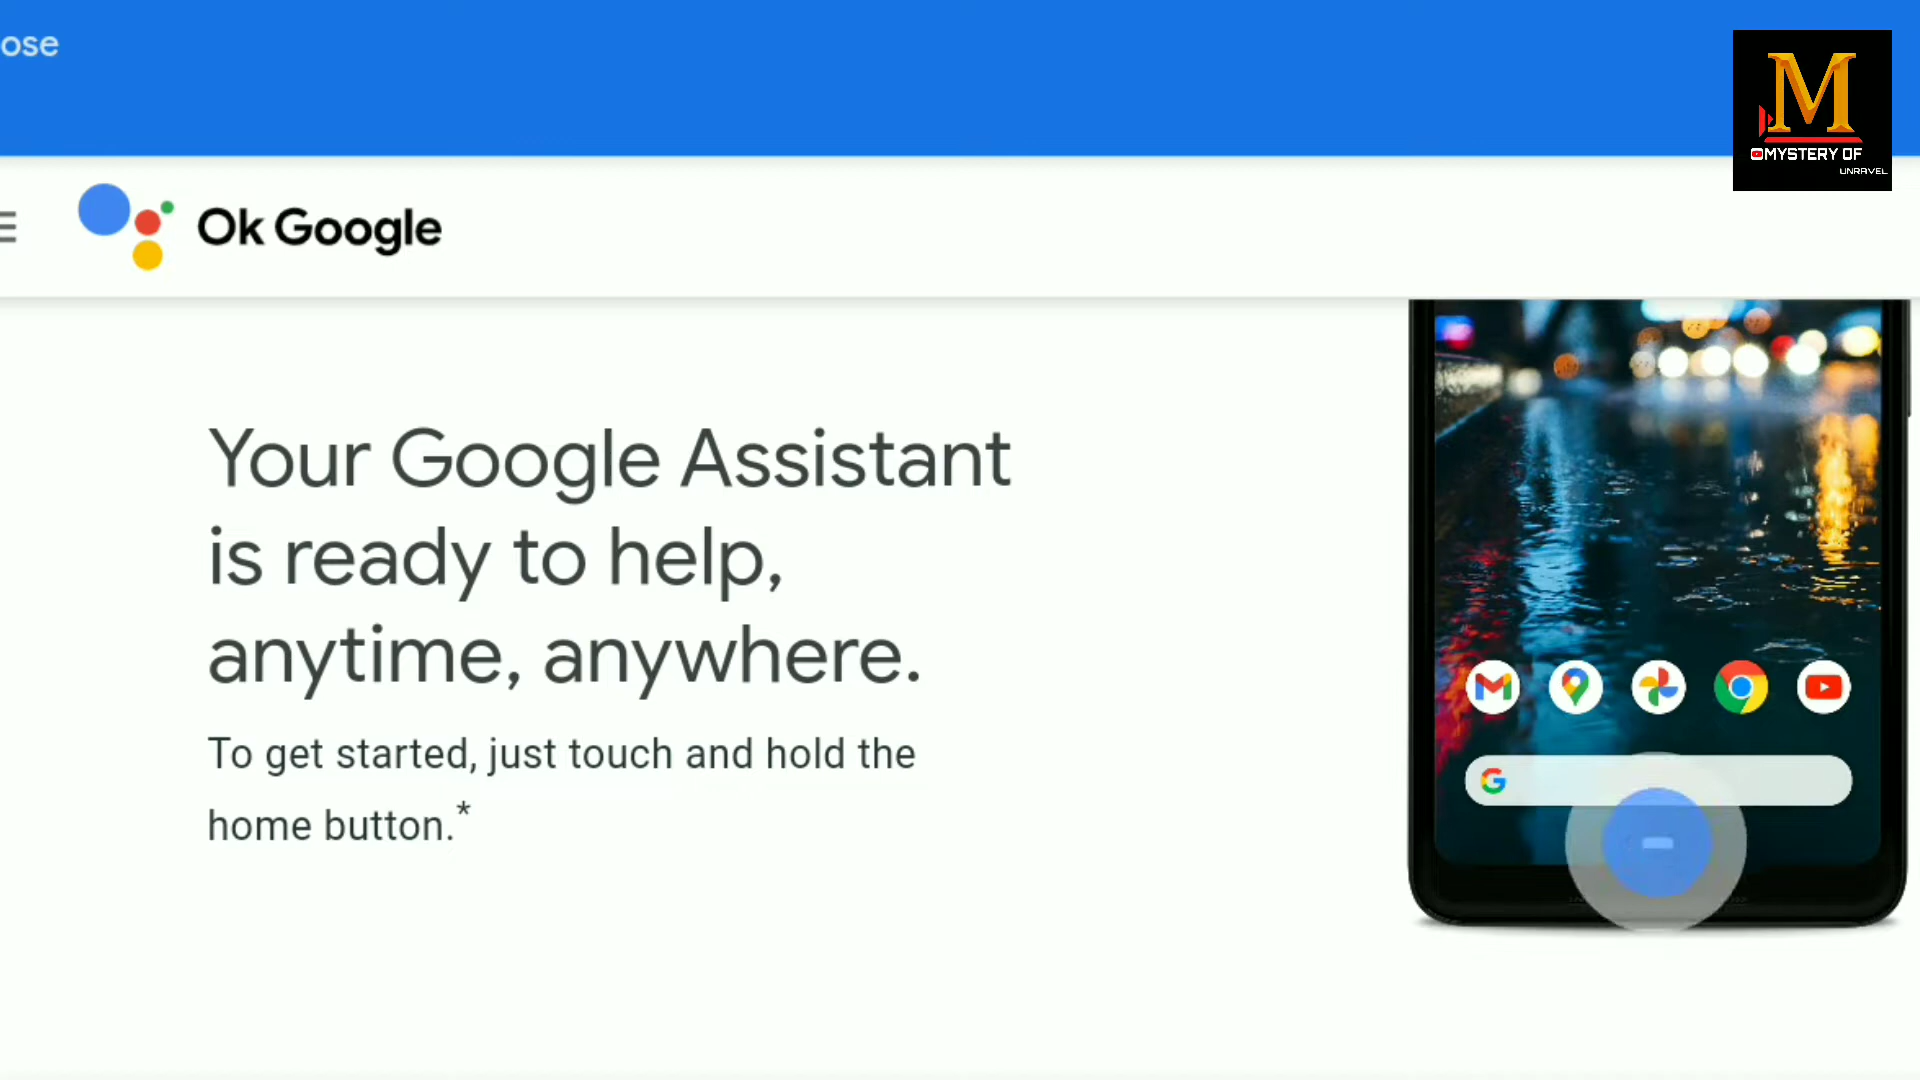 ose
M
MYSTERY OF
UNRAVEL
Ok Google
Your Google Assistant
is ready to help,
anytime, anywhere.
To get started, just touch and hold the
home button.*
G